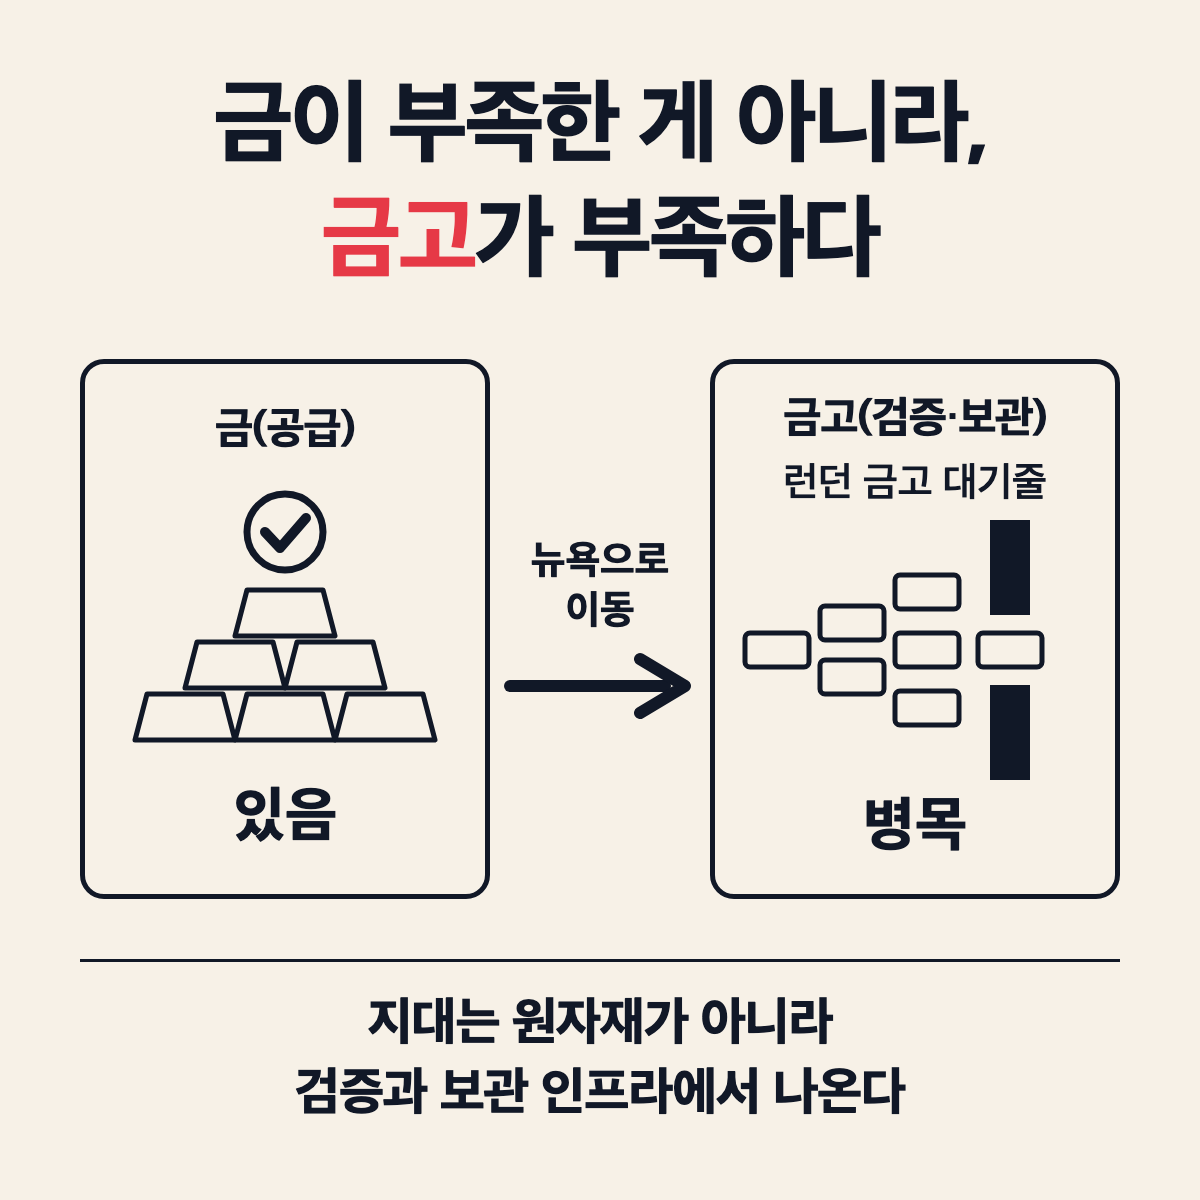 금이 부족한 게 아니라,
금고가 부족하다
금(공급)
있음
뉴욕으로
이동
금고(검증·보관)
런던 금고 대기줄
병목
지대는 원자재가 아니라
검증과 보관 인프라에서 나온다